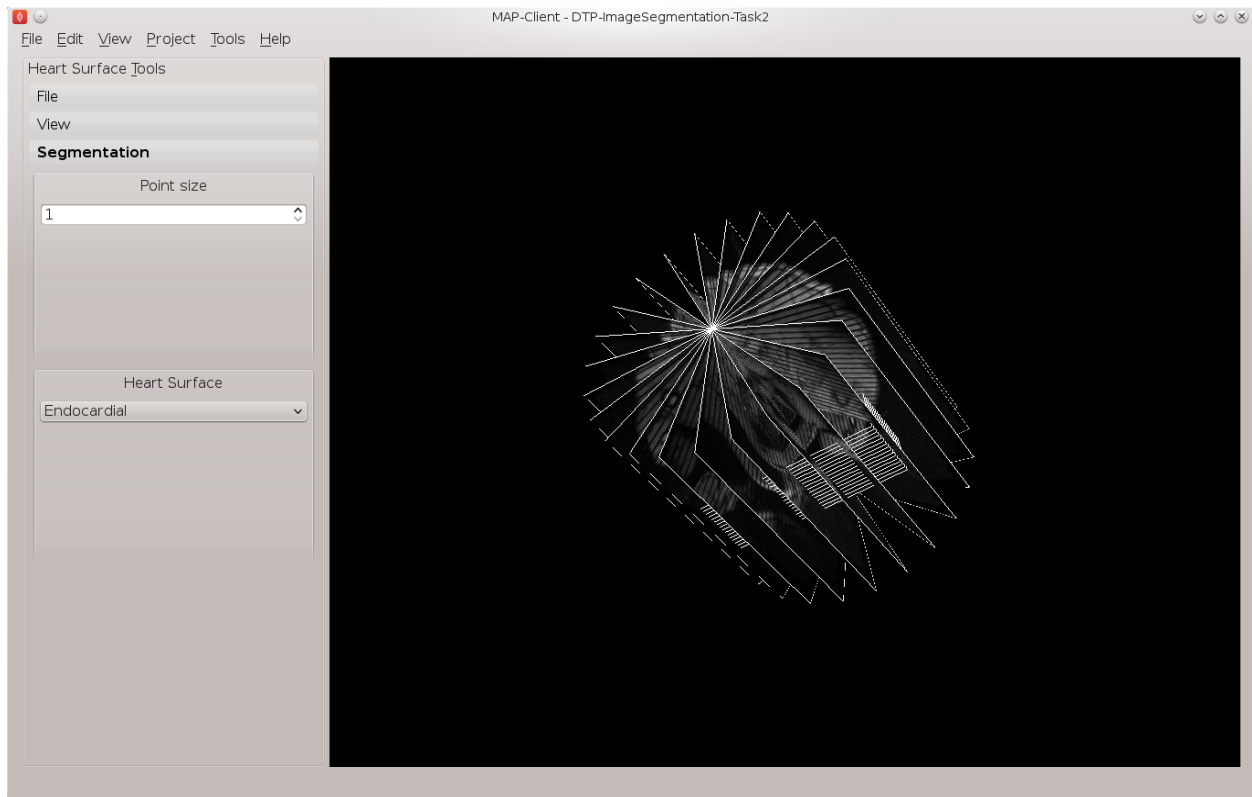 MAP-Client - DTP-ImageSegmentation-Task2
File Edit View Project Tools Help
Heart Surface Tools
File
View
Segmentation
Point size
1
Heart Surface
Endocardial